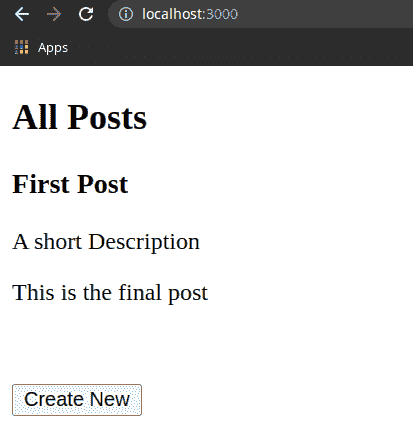 localhost:3000
Apps
All Posts
First Post
A short Description
This is the final post
Create New